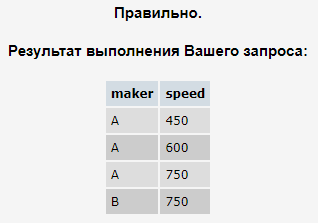 Правильно.
Результат выполнения Вашего запроса:
maker speed
A 450
A 600
A 750
B 750